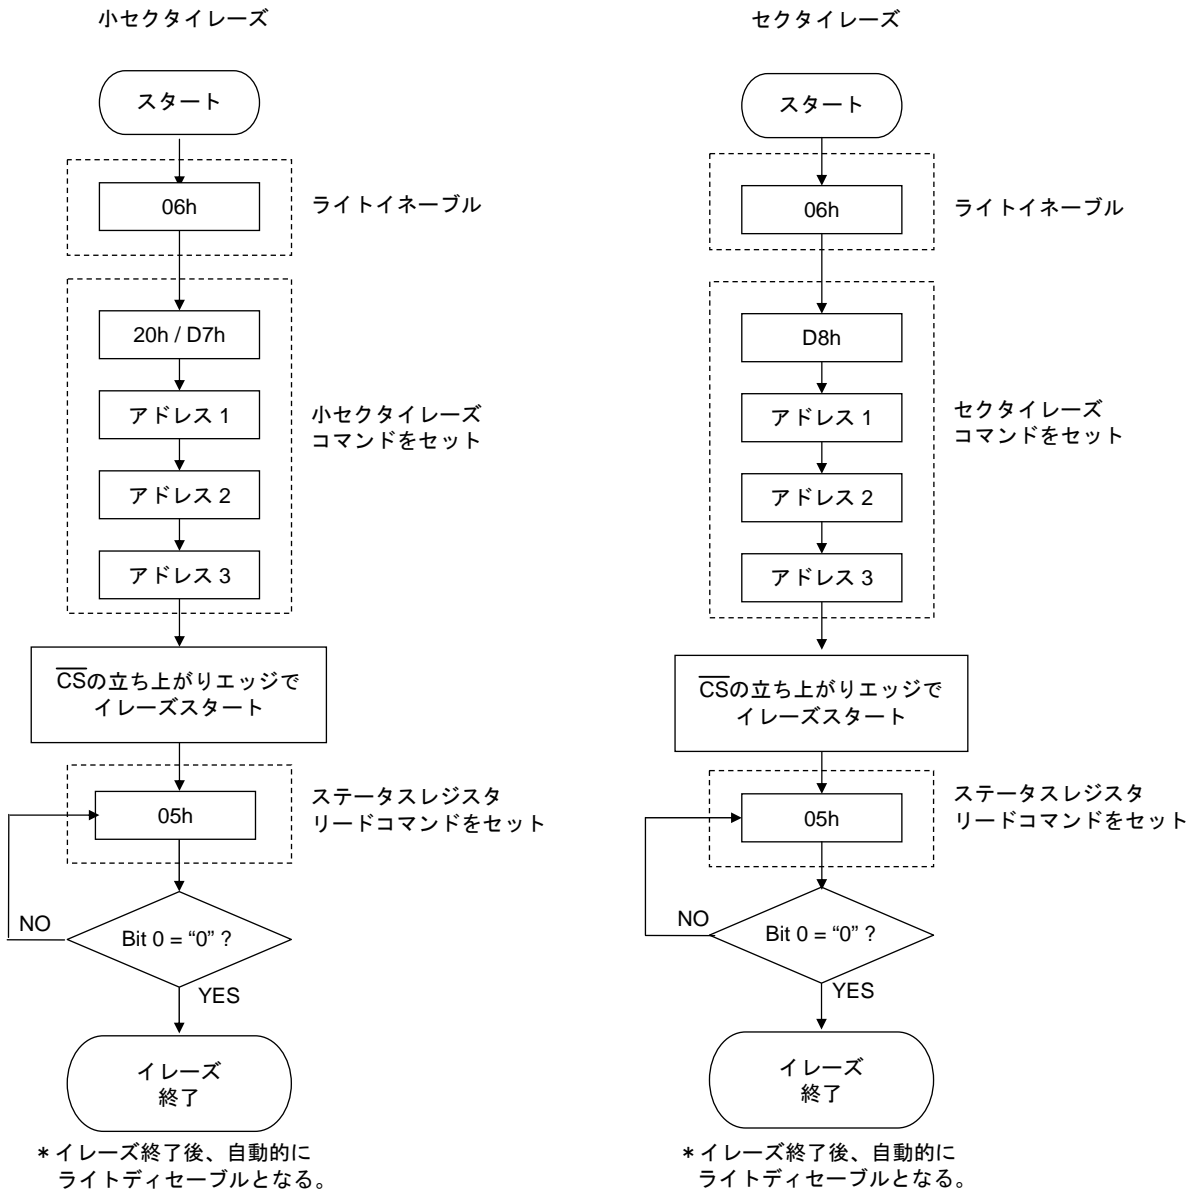 小セクタイレーズ
スタート
06h
ライトイネーブル
20h / D7h
アドレス 1
アドレス 2
アドレス 3
小セクタイレーズ
コマンドをセット
CSの立ち上がりエッジで
イレーズスタート
05h
ステータスレジスタ
リードコマンドをセット
NO
Bit 0 = “0” ?
YES
イレーズ
終了
* イレーズ終了後、自動的に
ライトディセーブルとなる。
セクタイレーズ
スタート
06h
ライトイネーブル
D8h
アドレス 1
アドレス 2
アドレス 3
セクタイレーズ
コマンドをセット
CSの立ち上がりエッジで
イレーズスタート
05h
ステータスレジスタ
リードコマンドをセット
NO
Bit 0 = “0” ?
YES
イレーズ
終了
* イレーズ終了後、自動的に
ライトディセーブルとなる。